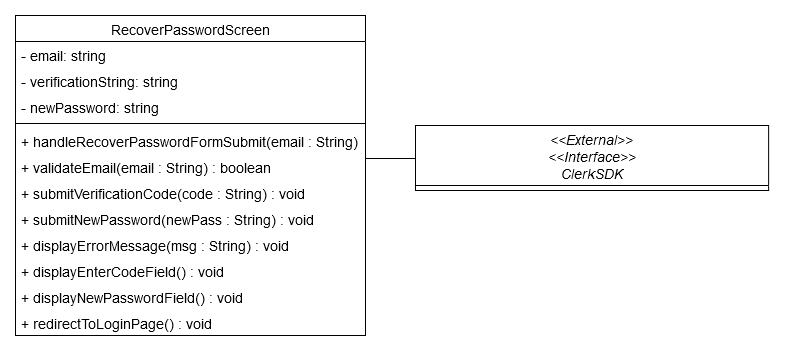 RecoverPasswordScreen
- email: string
- verificationString: string
- newPassword: string
+ handleRecoverPasswordFormSubmit(email : String)
+ validateEmail(email : String) : boolean
+ submitVerificationCode(code : String) : void
+ submitNewPassword(newPass : String) : void
+ displayErrorMessage(msg : String) : void
+ displayEnterCodeField() : void
+ displayNewPasswordField() : void
+ redirectToLoginPage() : void
<<External>>
<<Interface>>
ClerkSDK